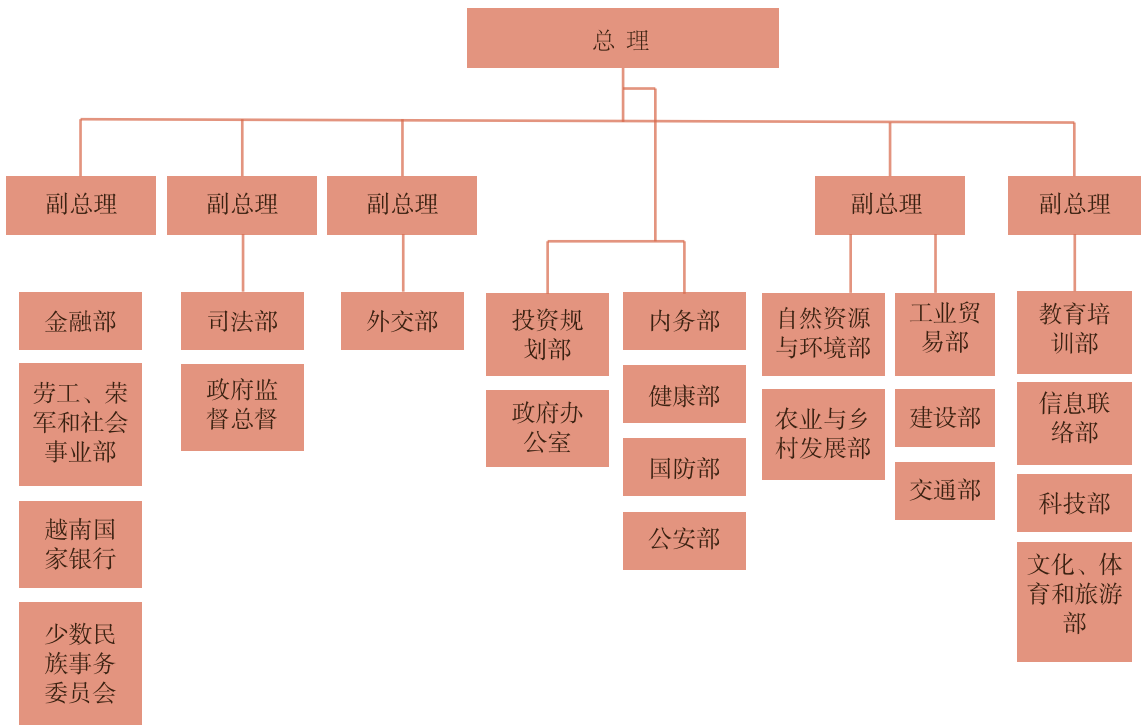 总 理
副总理
副总理
副总理
副总理
副总理
金融部
劳工、荣
军和社会
事业部
越南国
家银行
少数民
族事务
委员会
司法部
政府监
督总督
外交部
投资规
划部
政府办
公室
内务部
健康部
国防部
公安部
自然资源
与环境部
农业与乡
村发展部
工业贸
易部
建设部
交通部
教育培
训部
信息联
络部
科技部
文化、体
育和旅游
部